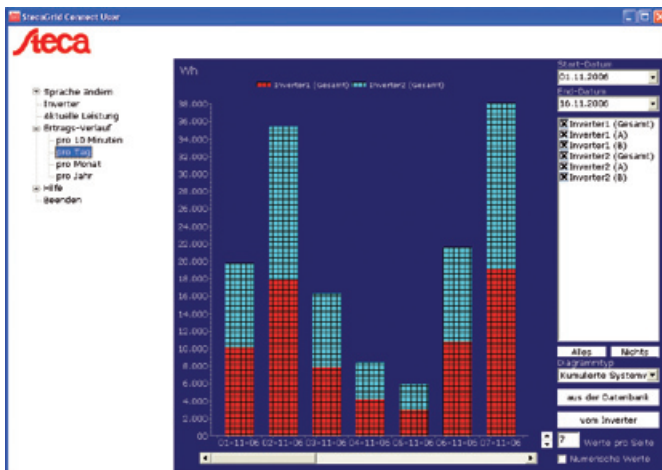 StecaGrid Connect User
Steca
Sprache ändern
Inverter
Aktuelle Leistung
Ertrags-Verlauf
pro 10 Minuten
pro Tag
pro Monat
pro Jahr
Hilfe
Beenden
Wh
Inverter1 (Gesamt) Inverter2 (Gesamt)
38.000
36.000
34.000
32.000
30.000
28.000
26.000
24.000
22.000
20.000
18.000
16.000
14.000
12.000
10.000
8.000
6.000
4.000
2.000
00
01-11-06 02-11-06 03-11-06 04-11-06 05-11-06 06-11-06 07-11-06
Start-Datum
01.11.2006
End-Datum
30.11.2006
Inverter1 (Gesamt)
Inverter1 (A)
Inverter1 (B)
Inverter2 (Gesamt)
Inverter2 (A)
Inverter2 (B)
Alles Nichts
Diagrammtyp
Kumulierte Systemw
aus der Datenbank
vom Inverter
7 Werte pro Seite
Numerische Werte